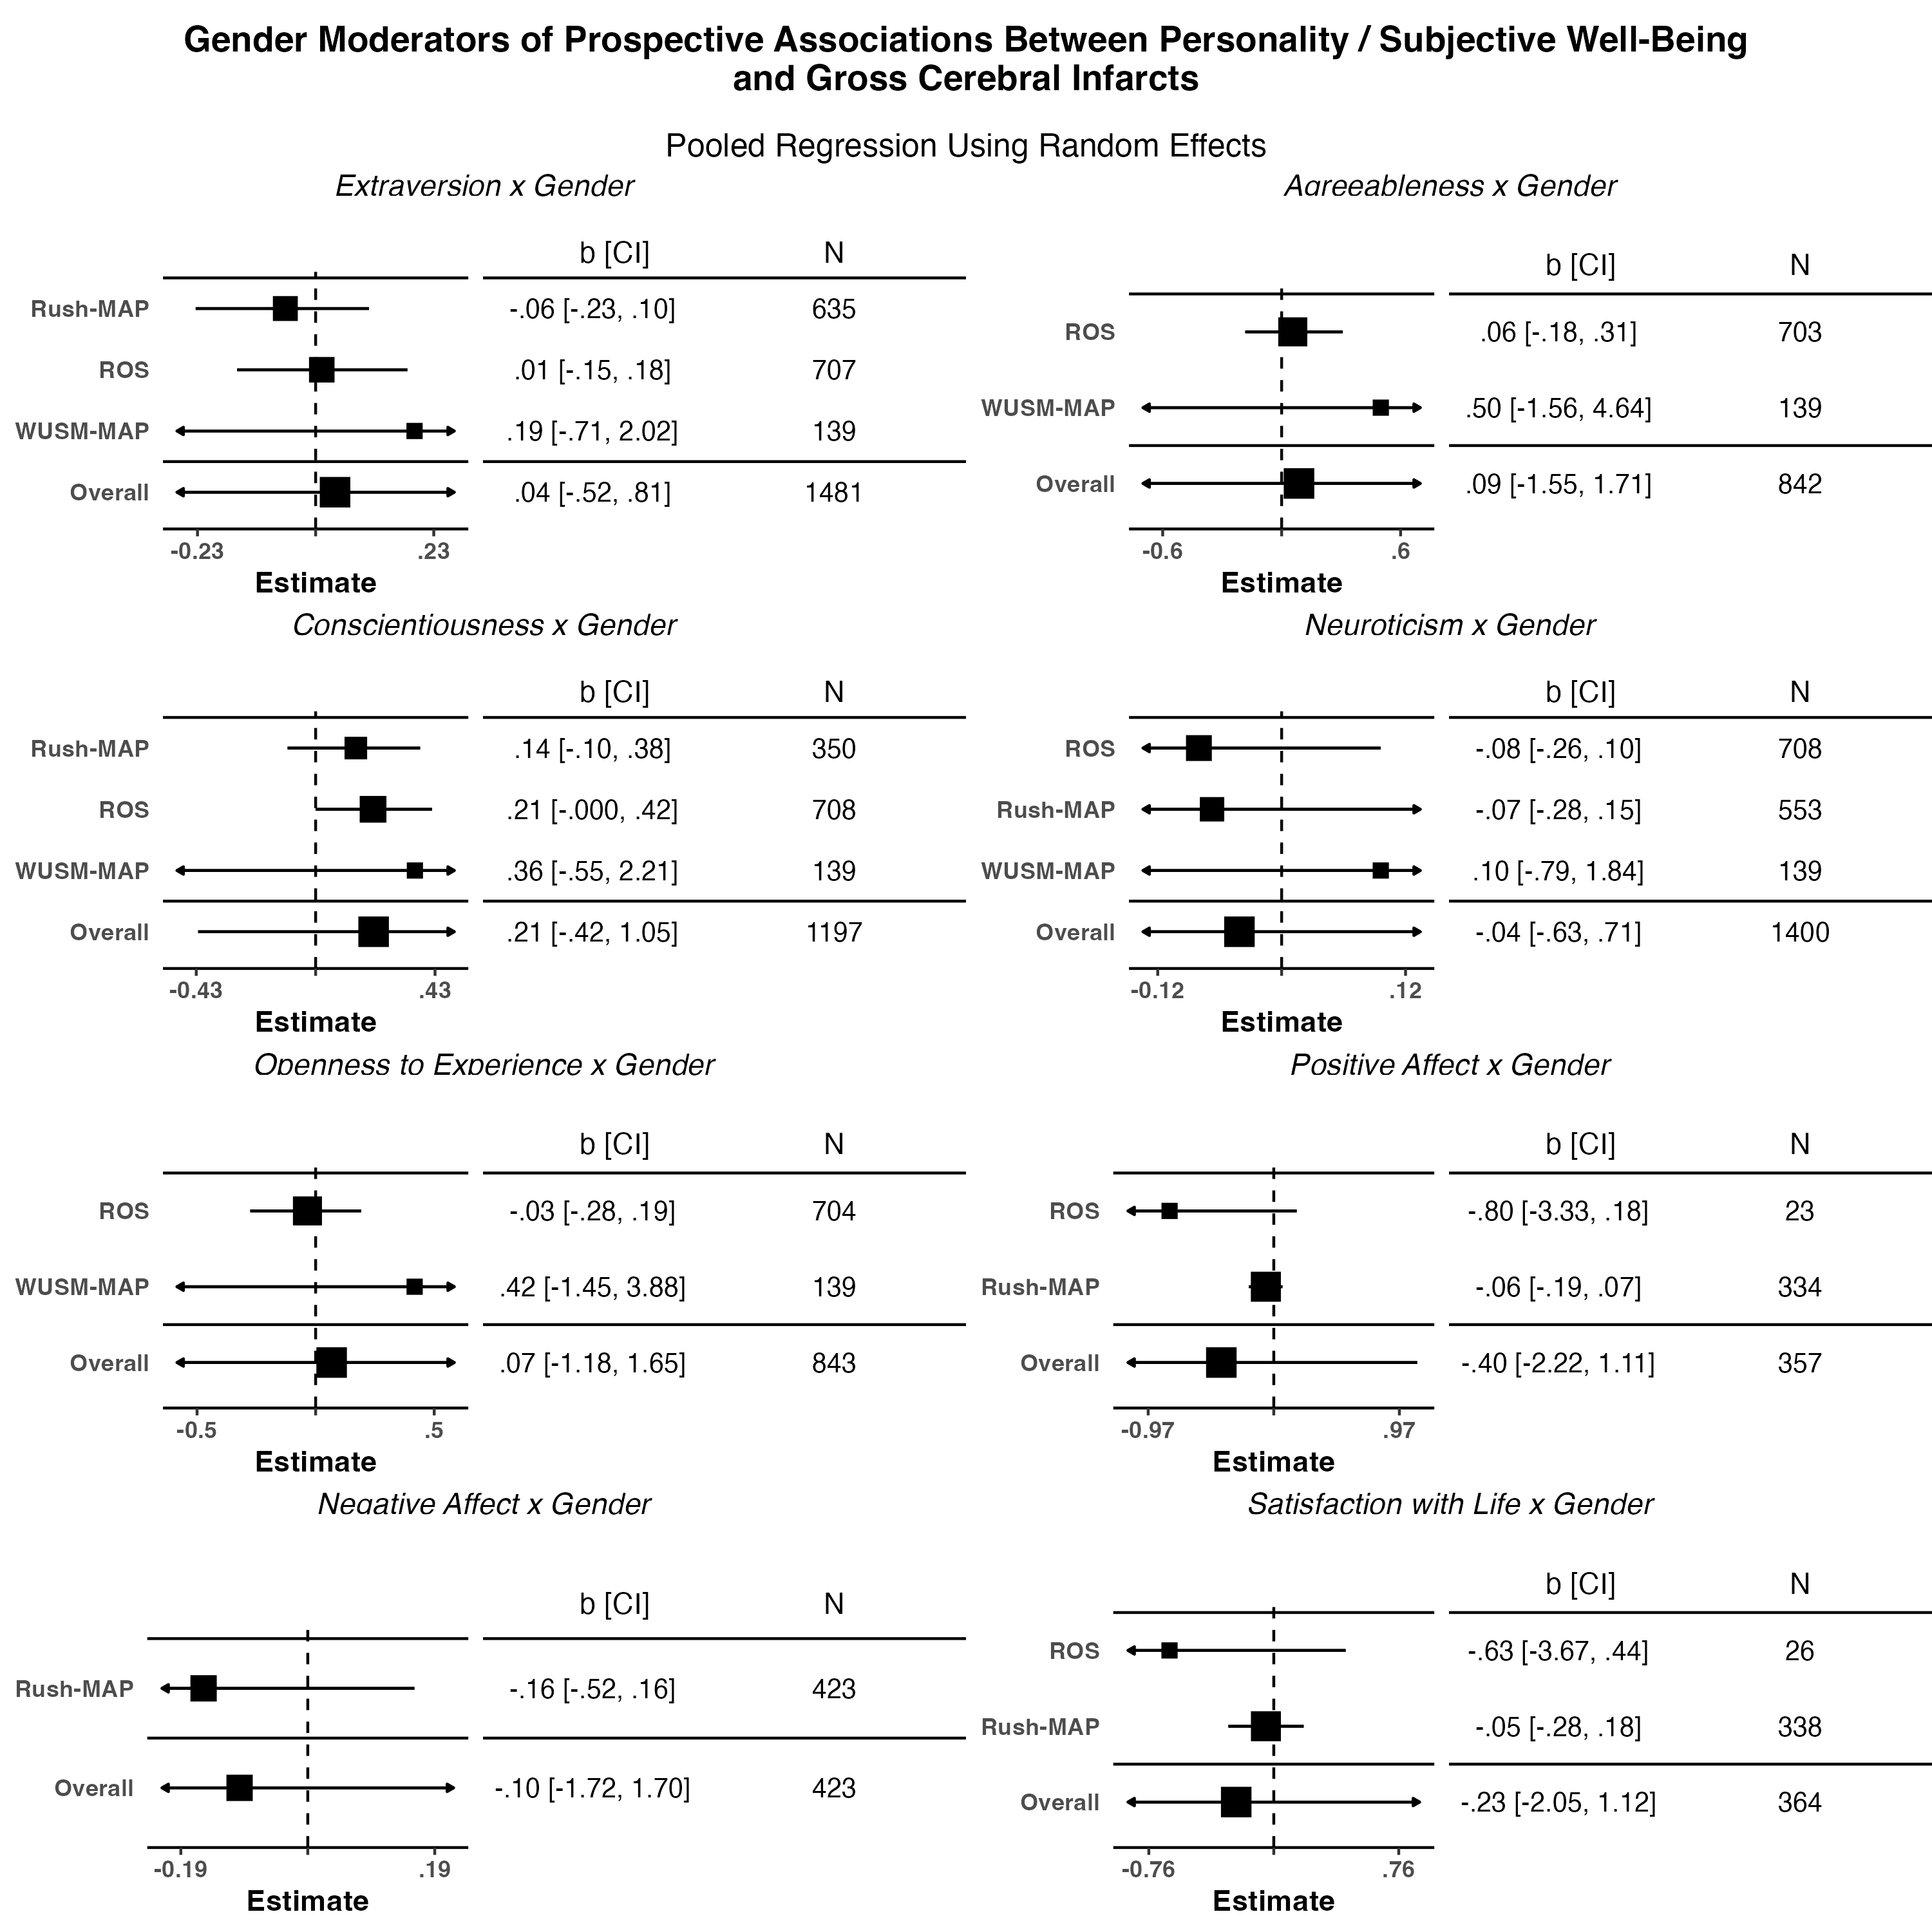 Gender Moderators of Prospective Associations Between Personality / Subjective Well-Being
and Gross Cerebral Infarcts
Pooled Regression Using Random Effects
Extraversion x Gender
b [CI] N
Rush-MAP -.06 [-.23, .10] 635
ROS .01 [-.15, .18] 707
WUSM-MAP .19 [-.71, 2.02] 139
Overall .04 [-.52, .81] 1481
-0.23 .23
Estimate
Agreeableness x Gender
b [CI] N
ROS .06 [-.18, .31] 703
WUSM-MAP .50 [-1.56, 4.64] 139
Overall .09 [-1.55, 1.71] 842
-0.6 .6
Estimate
Conscientiousness x Gender
b [CI] N
Rush-MAP .14 [-.10, .38] 350
ROS .21 [-.000, .42] 708
WUSM-MAP .36 [-.55, 2.21] 139
Overall .21 [-.42, 1.05] 1197
-0.43 .43
Estimate
Neuroticism x Gender
b [CI] N
ROS -.08 [-.26, .10] 708
Rush-MAP -.07 [-.28, .15] 553
WUSM-MAP .10 [-.79, 1.84] 139
Overall -.04 [-.63, .71] 1400
-0.12 .12
Estimate
Openness to Experience x Gender
b [CI] N
ROS -.03 [-.28, .19] 704
WUSM-MAP .42 [-1.45, 3.88] 139
Overall .07 [-1.18, 1.65] 843
-0.5 .5
Estimate
Positive Affect x Gender
b [CI] N
ROS -.80 [-3.33, .18] 23
Rush-MAP -.06 [-.19, .07] 334
Overall -.40 [-2.22, 1.11] 357
-0.97 .97
Estimate
Negative Affect x Gender
b [CI] N
Rush-MAP -.16 [-.52, .16] 423
Overall -.10 [-1.72, 1.70] 423
-0.19 .19
Estimate
Satisfaction with Life x Gender
b [CI] N
ROS -.63 [-3.67, .44] 26
Rush-MAP -.05 [-.28, .18] 338
Overall -.23 [-2.05, 1.12] 364
-0.76 .76
Estimate